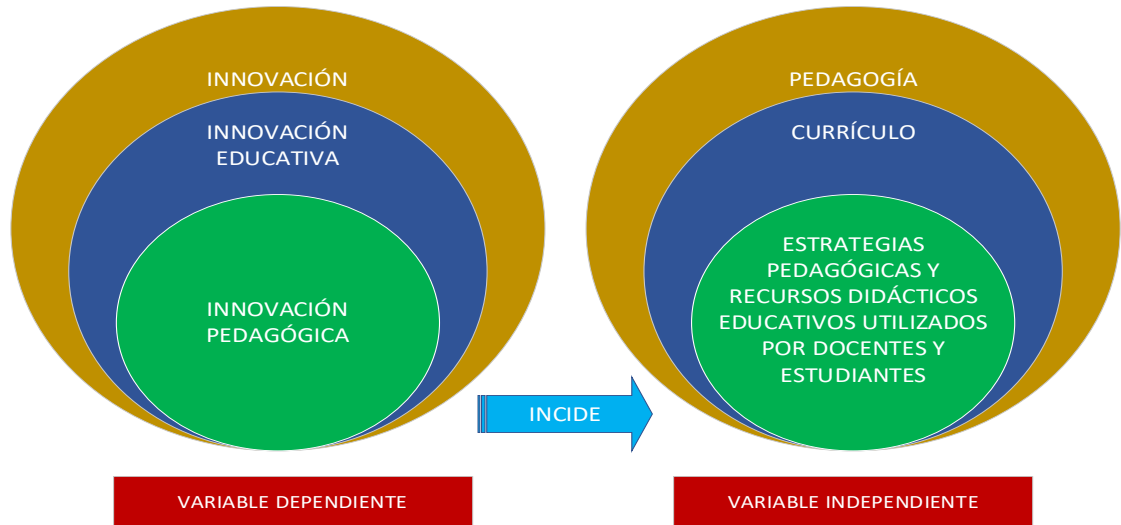 INNOVACIÓN
INNOVACIÓN
EDUCATIVA
INNOVACIÓN
PEDAGÓGICA
INCIDE
PEDAGOGÍA
CURRÍCULO
ESTRATEGIAS
PEDAGÓGICAS Y
RECURSOS DIDÁCTICOS
EDUCATIVOS UTILIZADOS
POR DOCENTES Y
ESTUDIANTES
VARIABLE DEPENDIENTE
VARIABLE INDEPENDIENTE